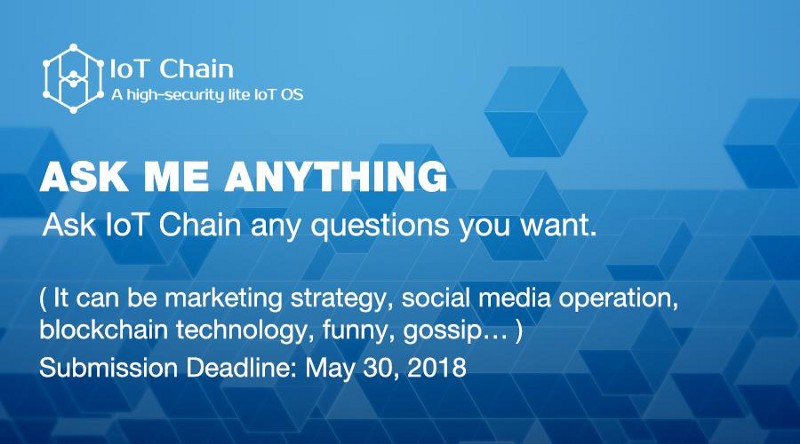 IoT Chain
A high-security lite IoT OS
ASK ME ANYTHING
Ask IoT Chain any questions you want.
( It can be marketing strategy, social media operation,
blockchain technology, funny, gossip... )
Submission Deadline: May 30, 2018